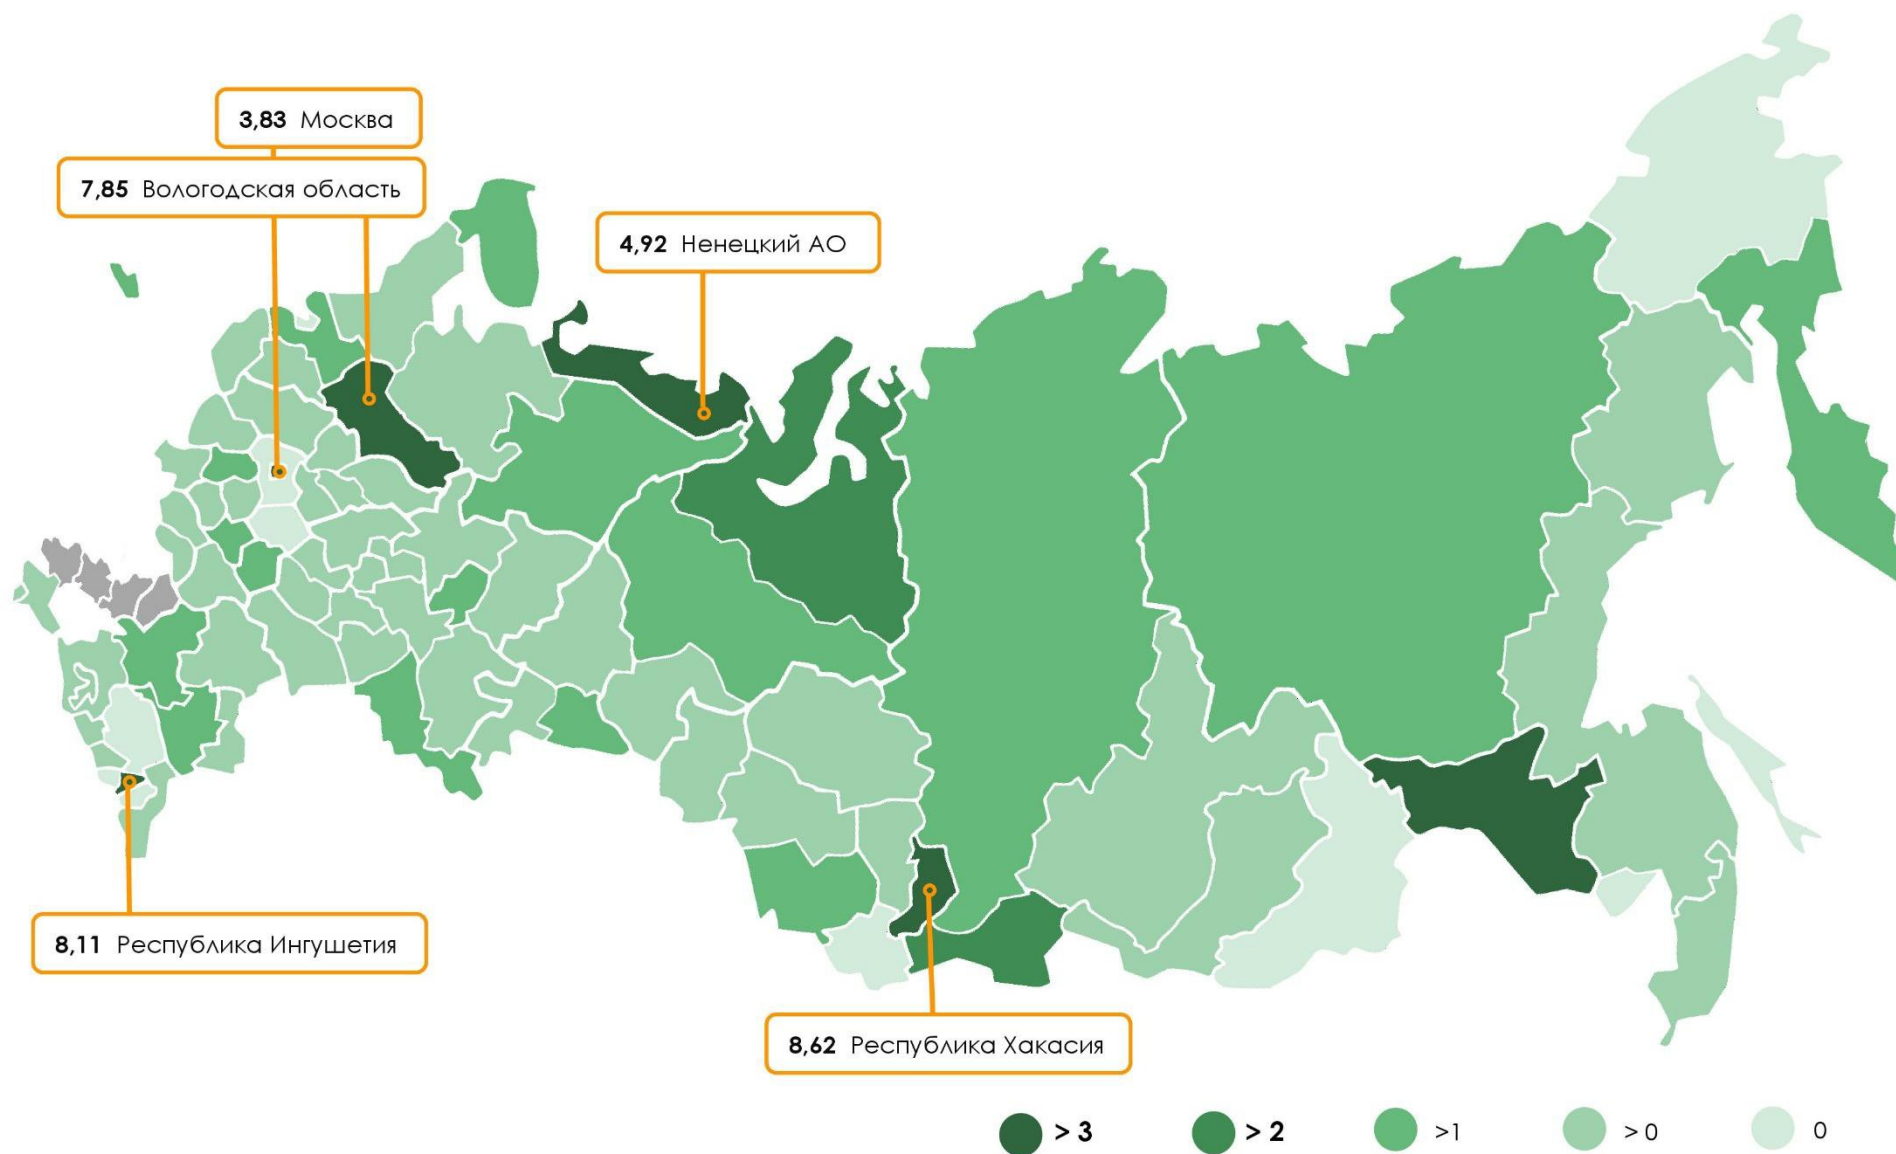 3,83 Москва
7,85 Вологодская область
4,92 Ненецкий АО
8,11 Республика Ингушетия
8,62 Республика Хакасия
> 3
> 2
>1
> 0
0